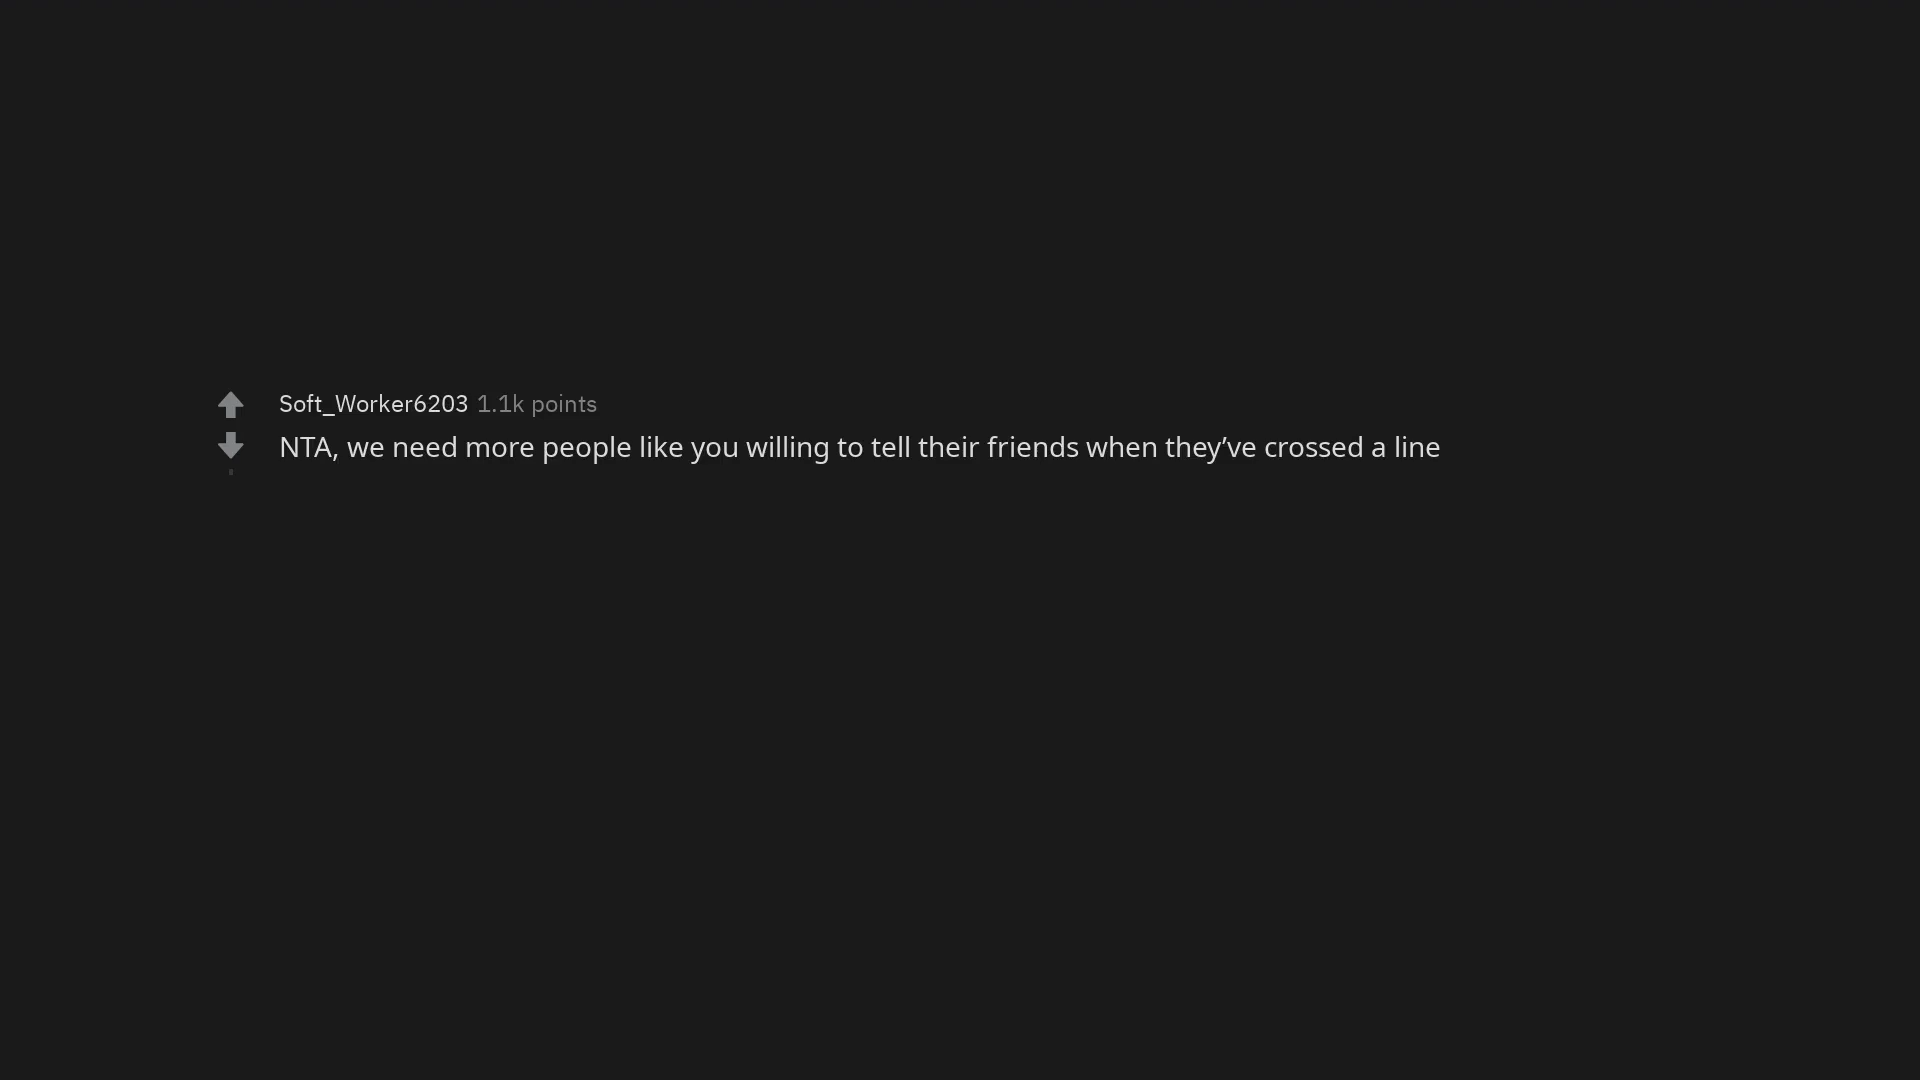 Soft_Worker6203 1.1k points
NTA, we need more people like you willing to tell their friends when they’ve crossed a line